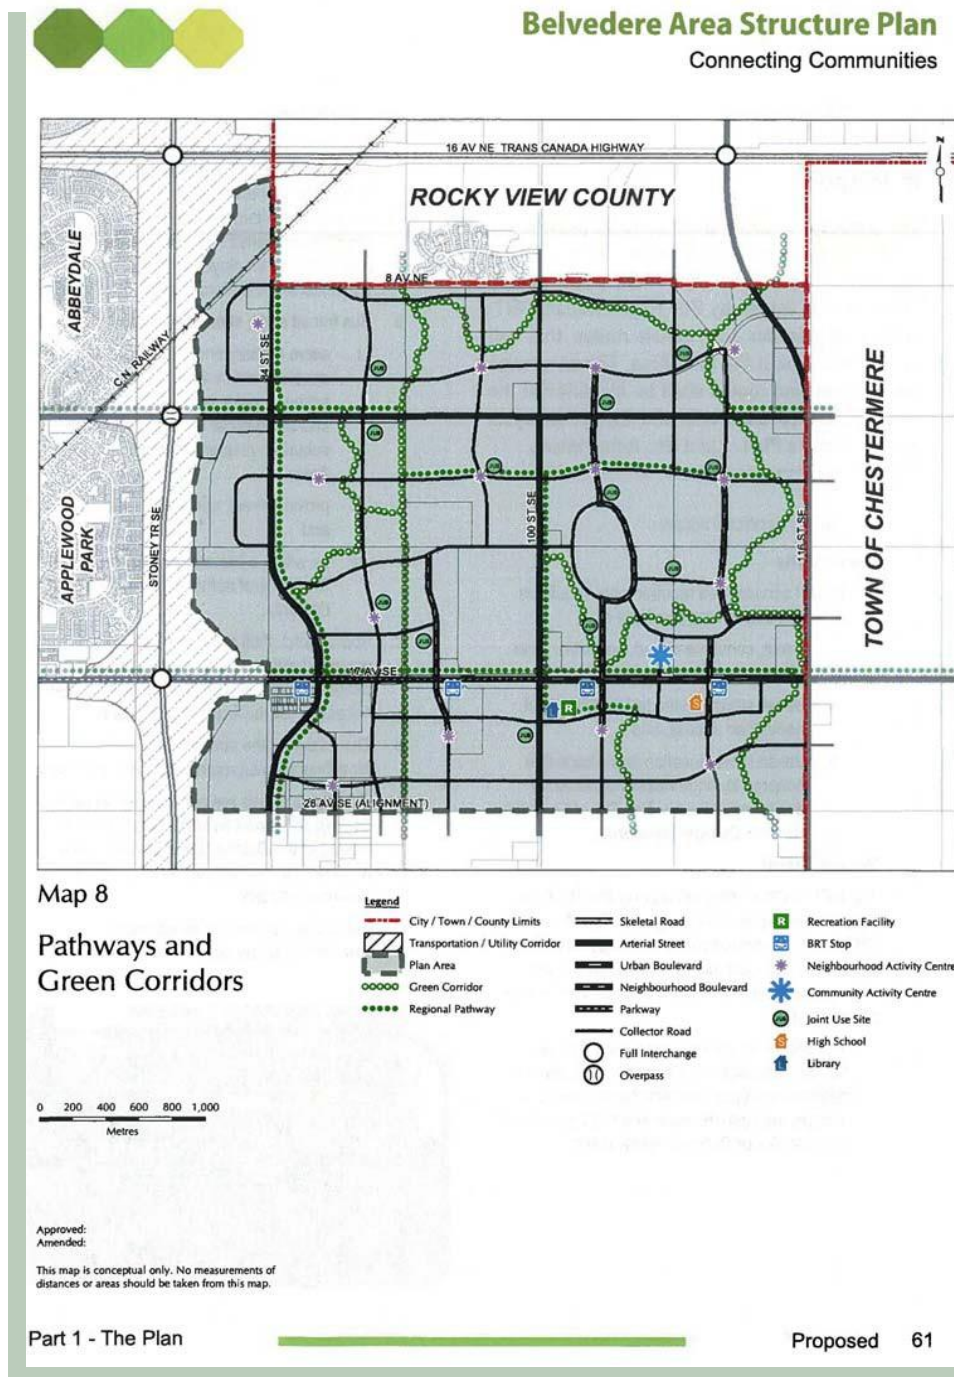 Belvedere Area Structure Plan
Connecting Communities
16 AV NE TRANS CANADA HIGHWAY
N
ROCKY VIEW COUNTY
ABBEYDALE
8 AV NE
C.N. RAILWAY
84 ST SE
TOWN OF CHESTERMERE
APPLEWOOD
PARK
STONEY TR SE
100 ST SE
116 ST SE
17 AV SE
26 AV SE (ALIGNMENT)
Map 8
Pathways and
Green Corridors
Legend
City / Town / County Limits
Transportation / Utility Corridor
Plan Area
Green Corridor
Regional Pathway
Skeletal Road
Arterial Street
Urban Boulevard
Neighbourhood Boulevard
Parkway
Collector Road
Full Interchange
Overpass
R Recreation Facility
BRT Stop
Neighbourhood Activity Centre
Community Activity Centre
JUS Joint Use Site
S High School
L Library
0 200 400 600 800 1,000
Metres
Approved:
Amended:
This map is conceptual only. No measurements of
distances or areas should be taken from this map.
Part 1 - The Plan
Proposed 61